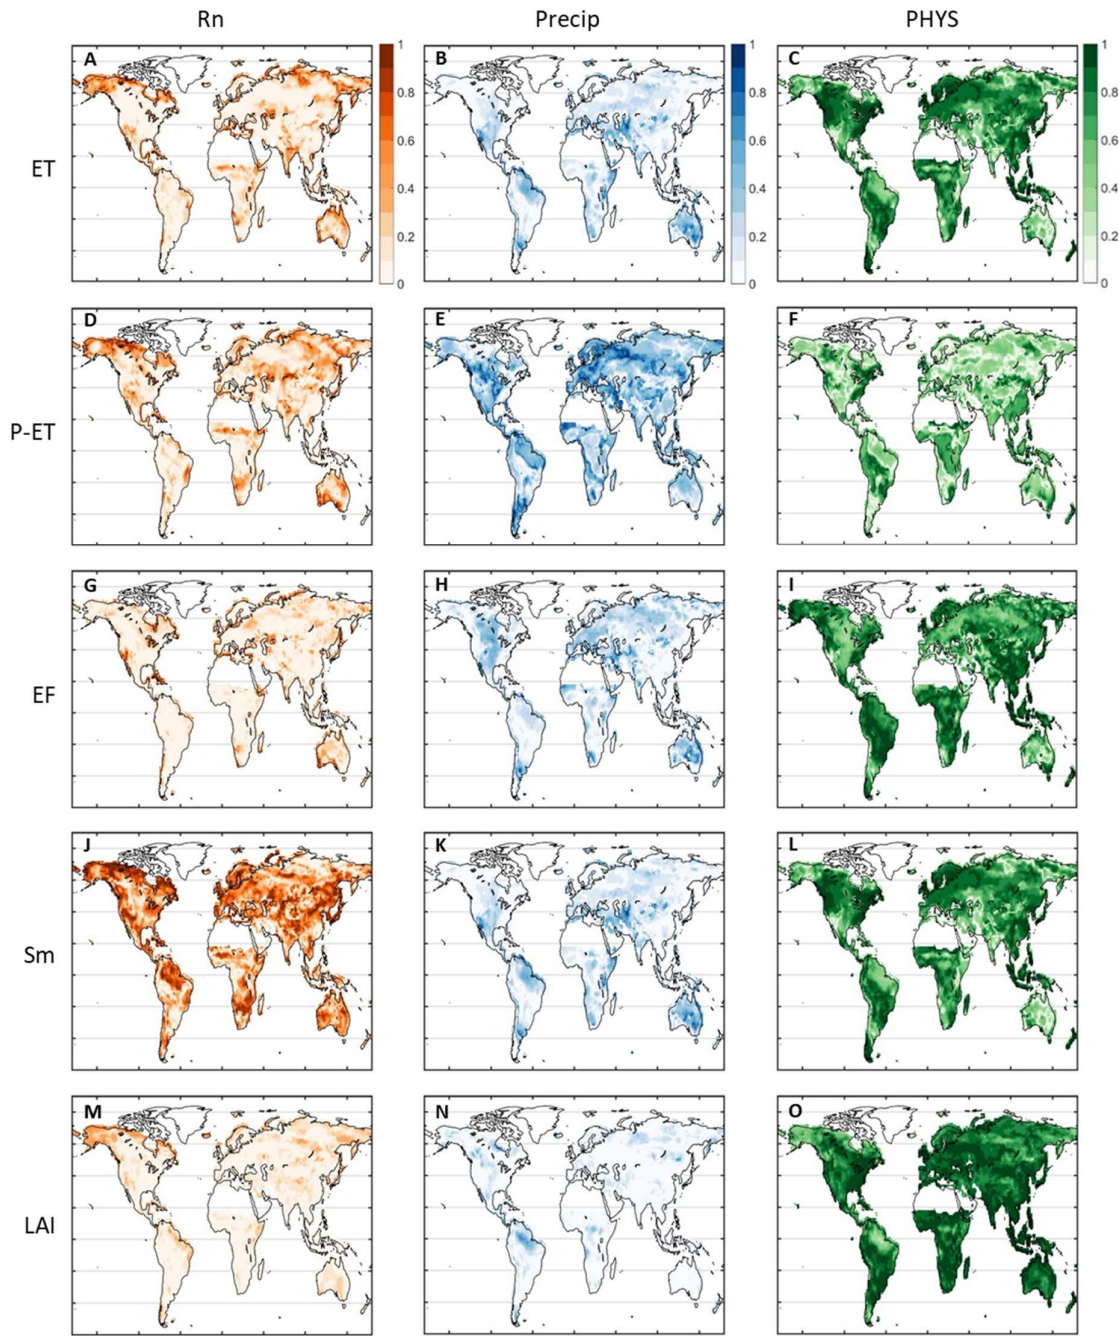 Rn Precip PHYS
A B C
1 1 1
0.8 0.8 0.8
0.6 0.6 0.6
ET
0.4 0.4 0.4
0.2 0.2 0.2
0 0 0
D E F
P-ET
G H I
EF
J K L
Sm
M N O
LAI